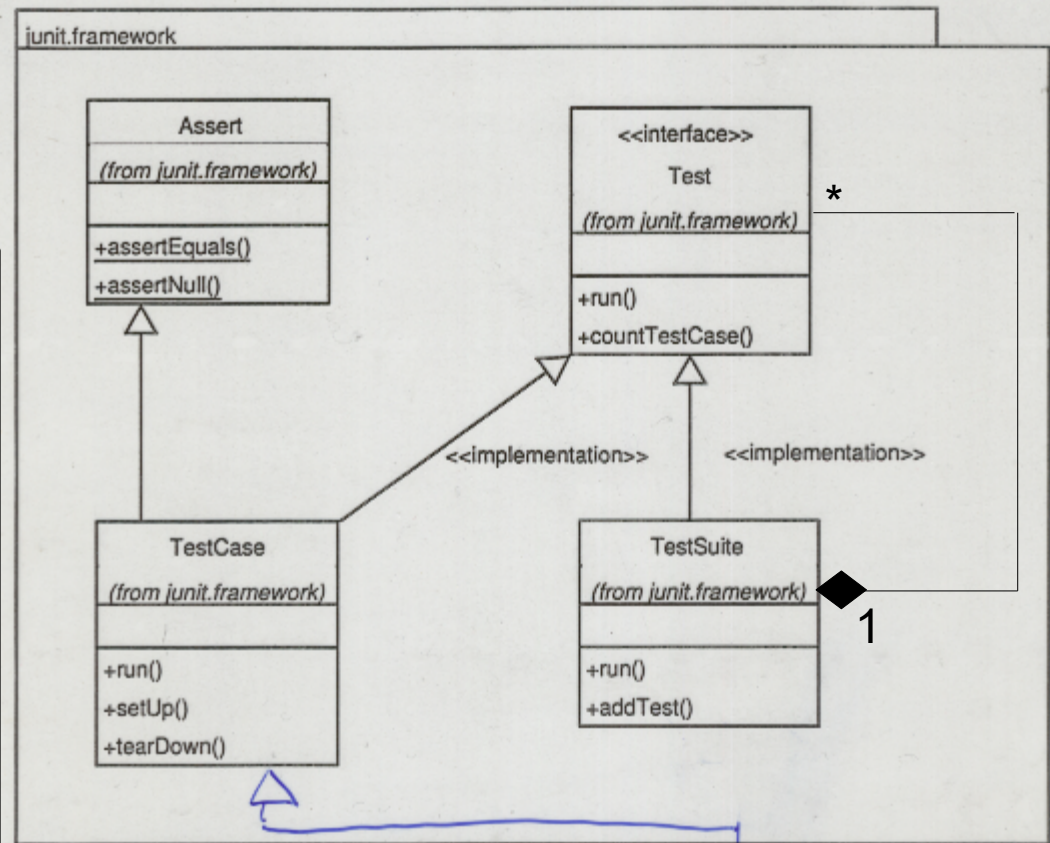 junit.framework
Assert
(from junit.framework)
+assertEquals()
+assertNull()
<<interface>>
Test
(from junit.framework)
+run()
+countTestCase()
*
<<implementation>>
<<implementation>>
TestCase
(from junit.framework)
+run()
+setUp()
+tearDown()
TestSuite
(from junit.framework)
+run()
+addTest()
1